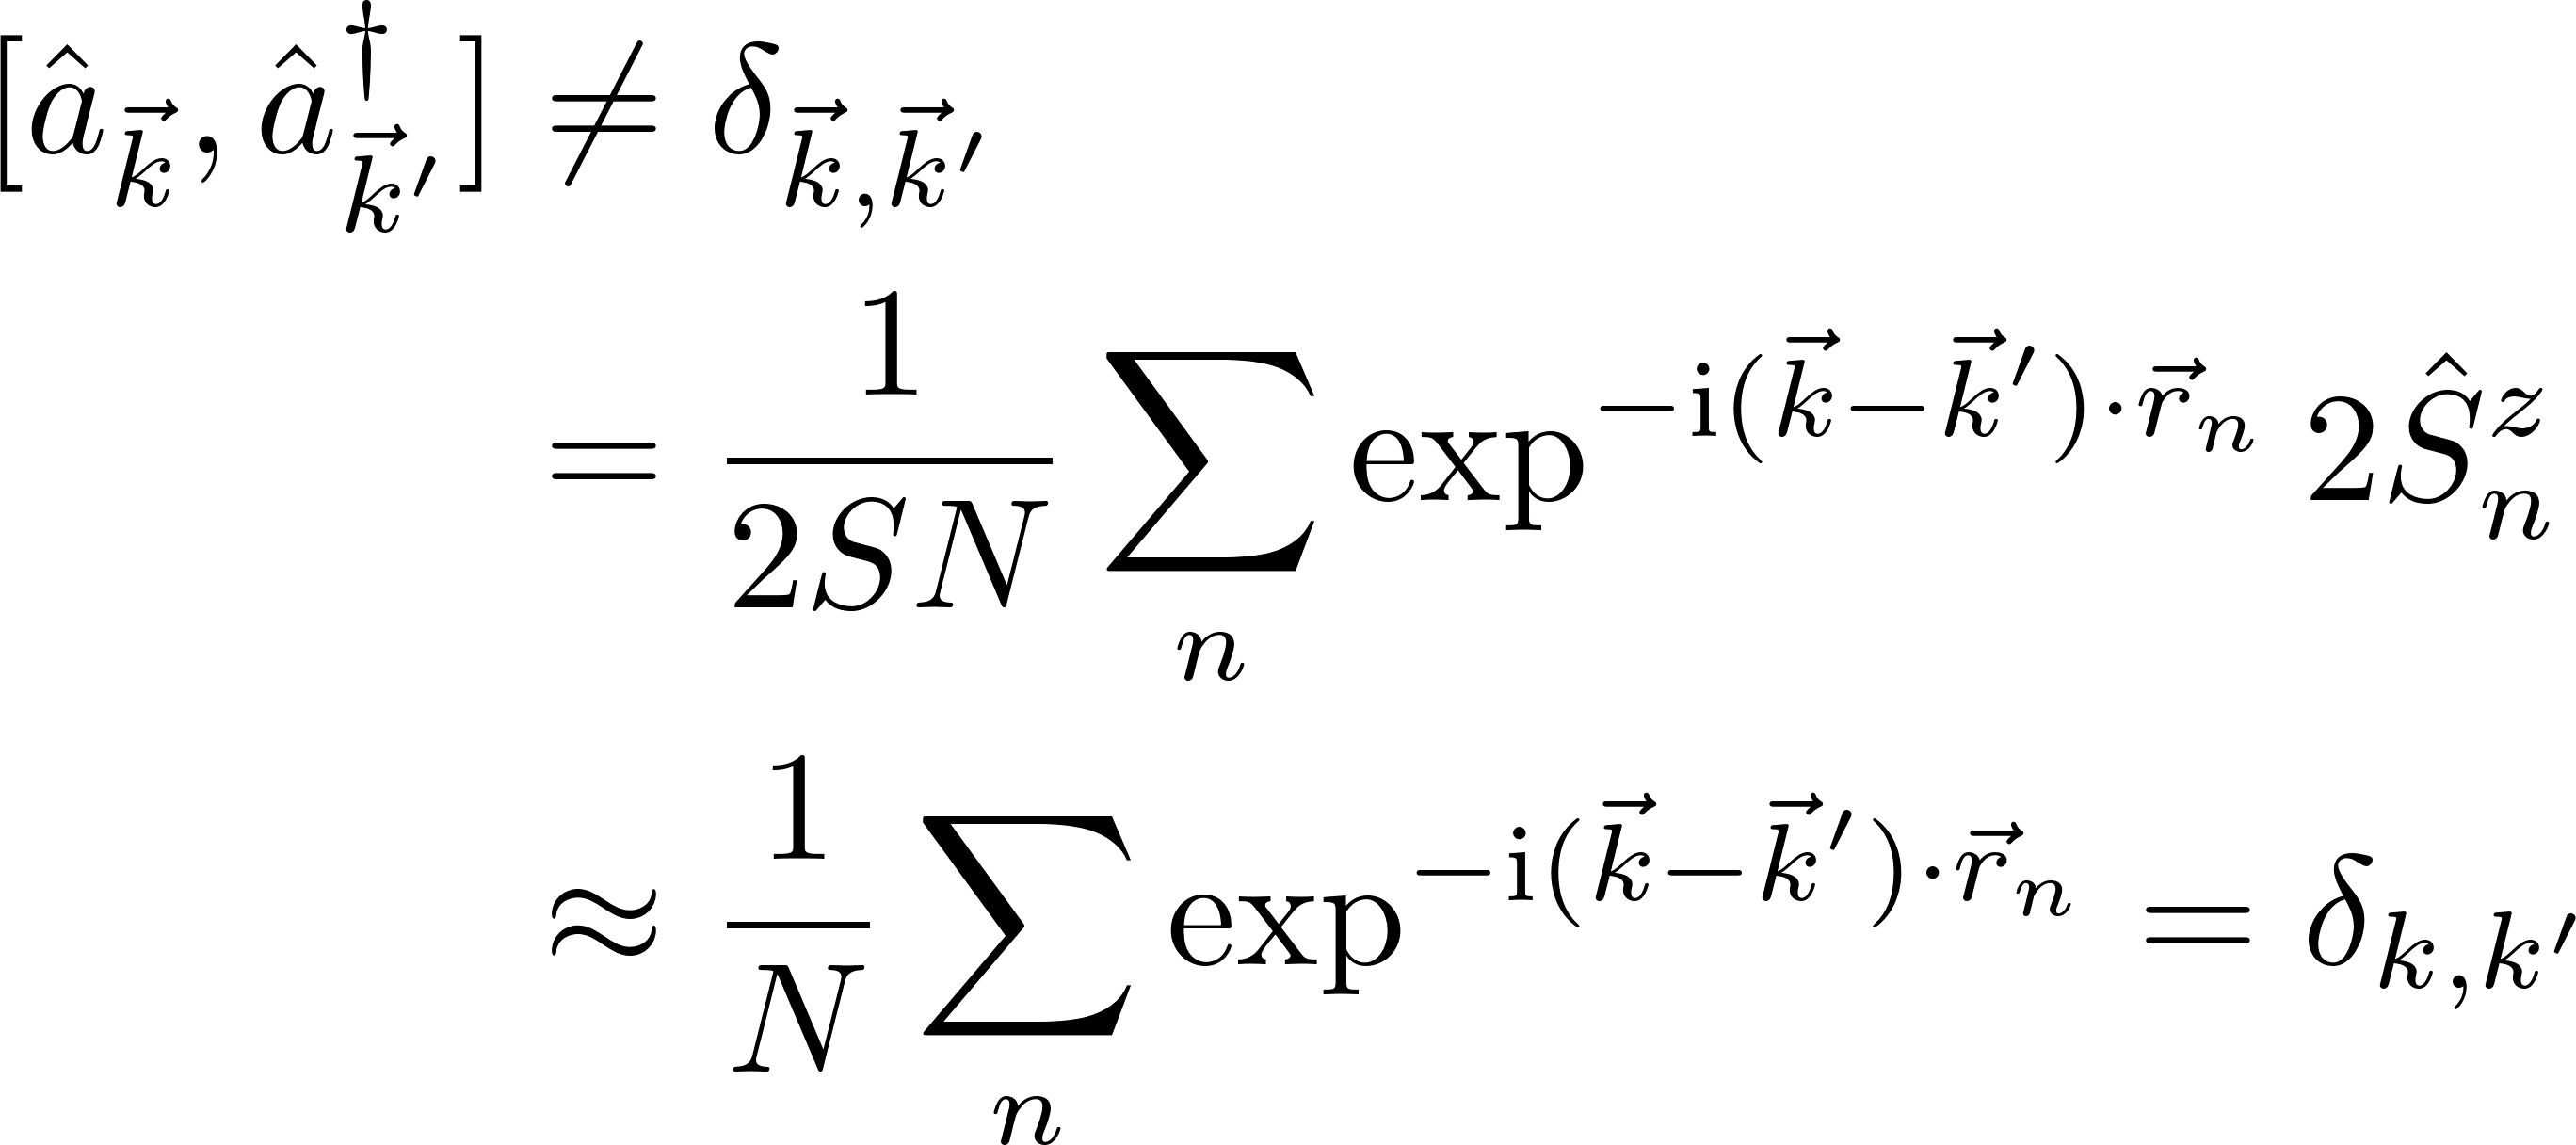 $[\hat{a}_{\vec{k}}, \hat{a}^{\dagger}_{\vec{k}'}] \neq \delta_{\vec{k},\vec{k}'}$
$= \frac{1}{2SN} \sum_{n} \exp^{-\mathrm{i}(\vec{k}-\vec{k}')\cdot\vec{r}_n} 2\hat{S}^z_n$
$\approx \frac{1}{N} \sum_{n} \exp^{-\mathrm{i}(\vec{k}-\vec{k}')\cdot\vec{r}_n} = \delta_{k,k'}$